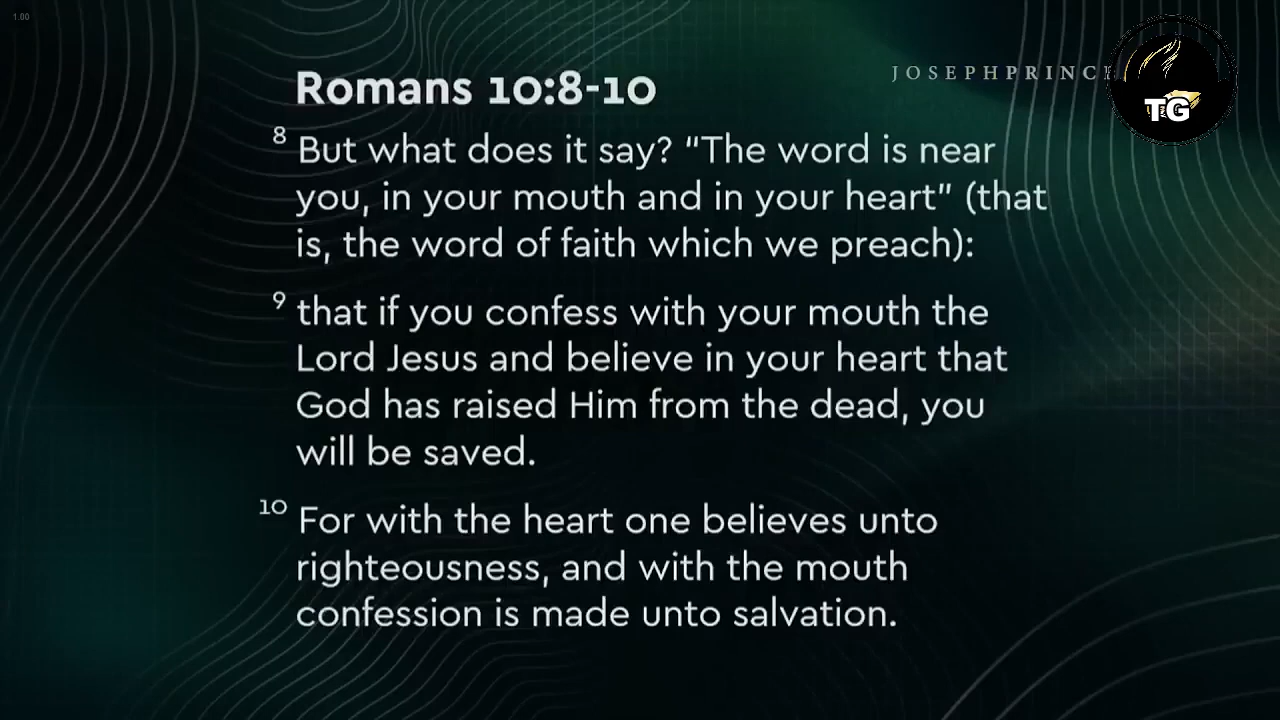 1.00
JOSEPHPRINC
TG
Romans 10:8-10
8 But what does it say? "The word is near
you, in your mouth and in your heart" (that
is, the word of faith which we preach):
9 that if you confess with your mouth the
Lord Jesus and believe in your heart that
God has raised Him from the dead, you
will be saved.
10 For with the heart one believes unto
righteousness, and with the mouth
confession is made unto salvation.